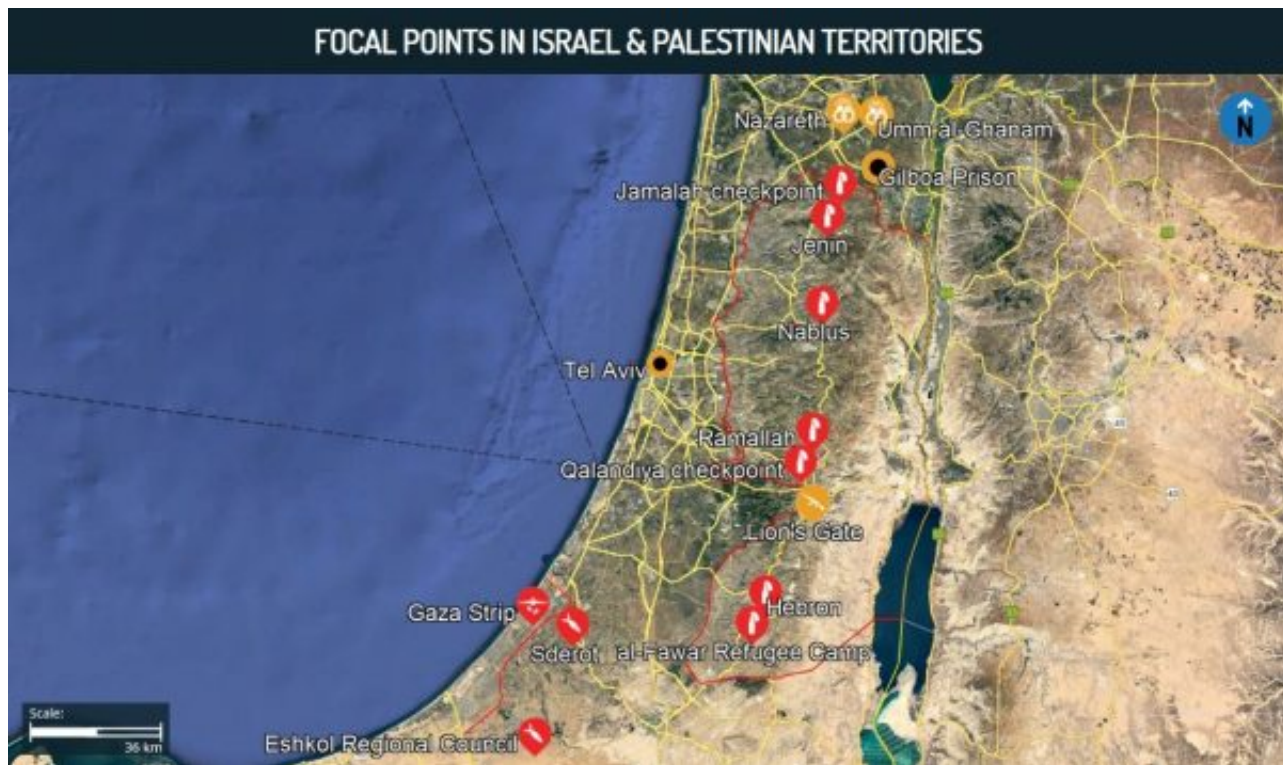 FOCAL POINTS IN ISRAEL & PALESTINIAN TERRITORIES
N
Nazareth
Umm al-Ghanam
Gilboa Prison
Jamalah checkpoint
Jenin
Nablus
Tel Aviv
Ramallah
Qalandiya checkpoint
Lion's Gate
Gaza Strip
Hebron
Sderot
al-Fawar Refugee Camp
Scale:
36 km
Eshkol Regional Council